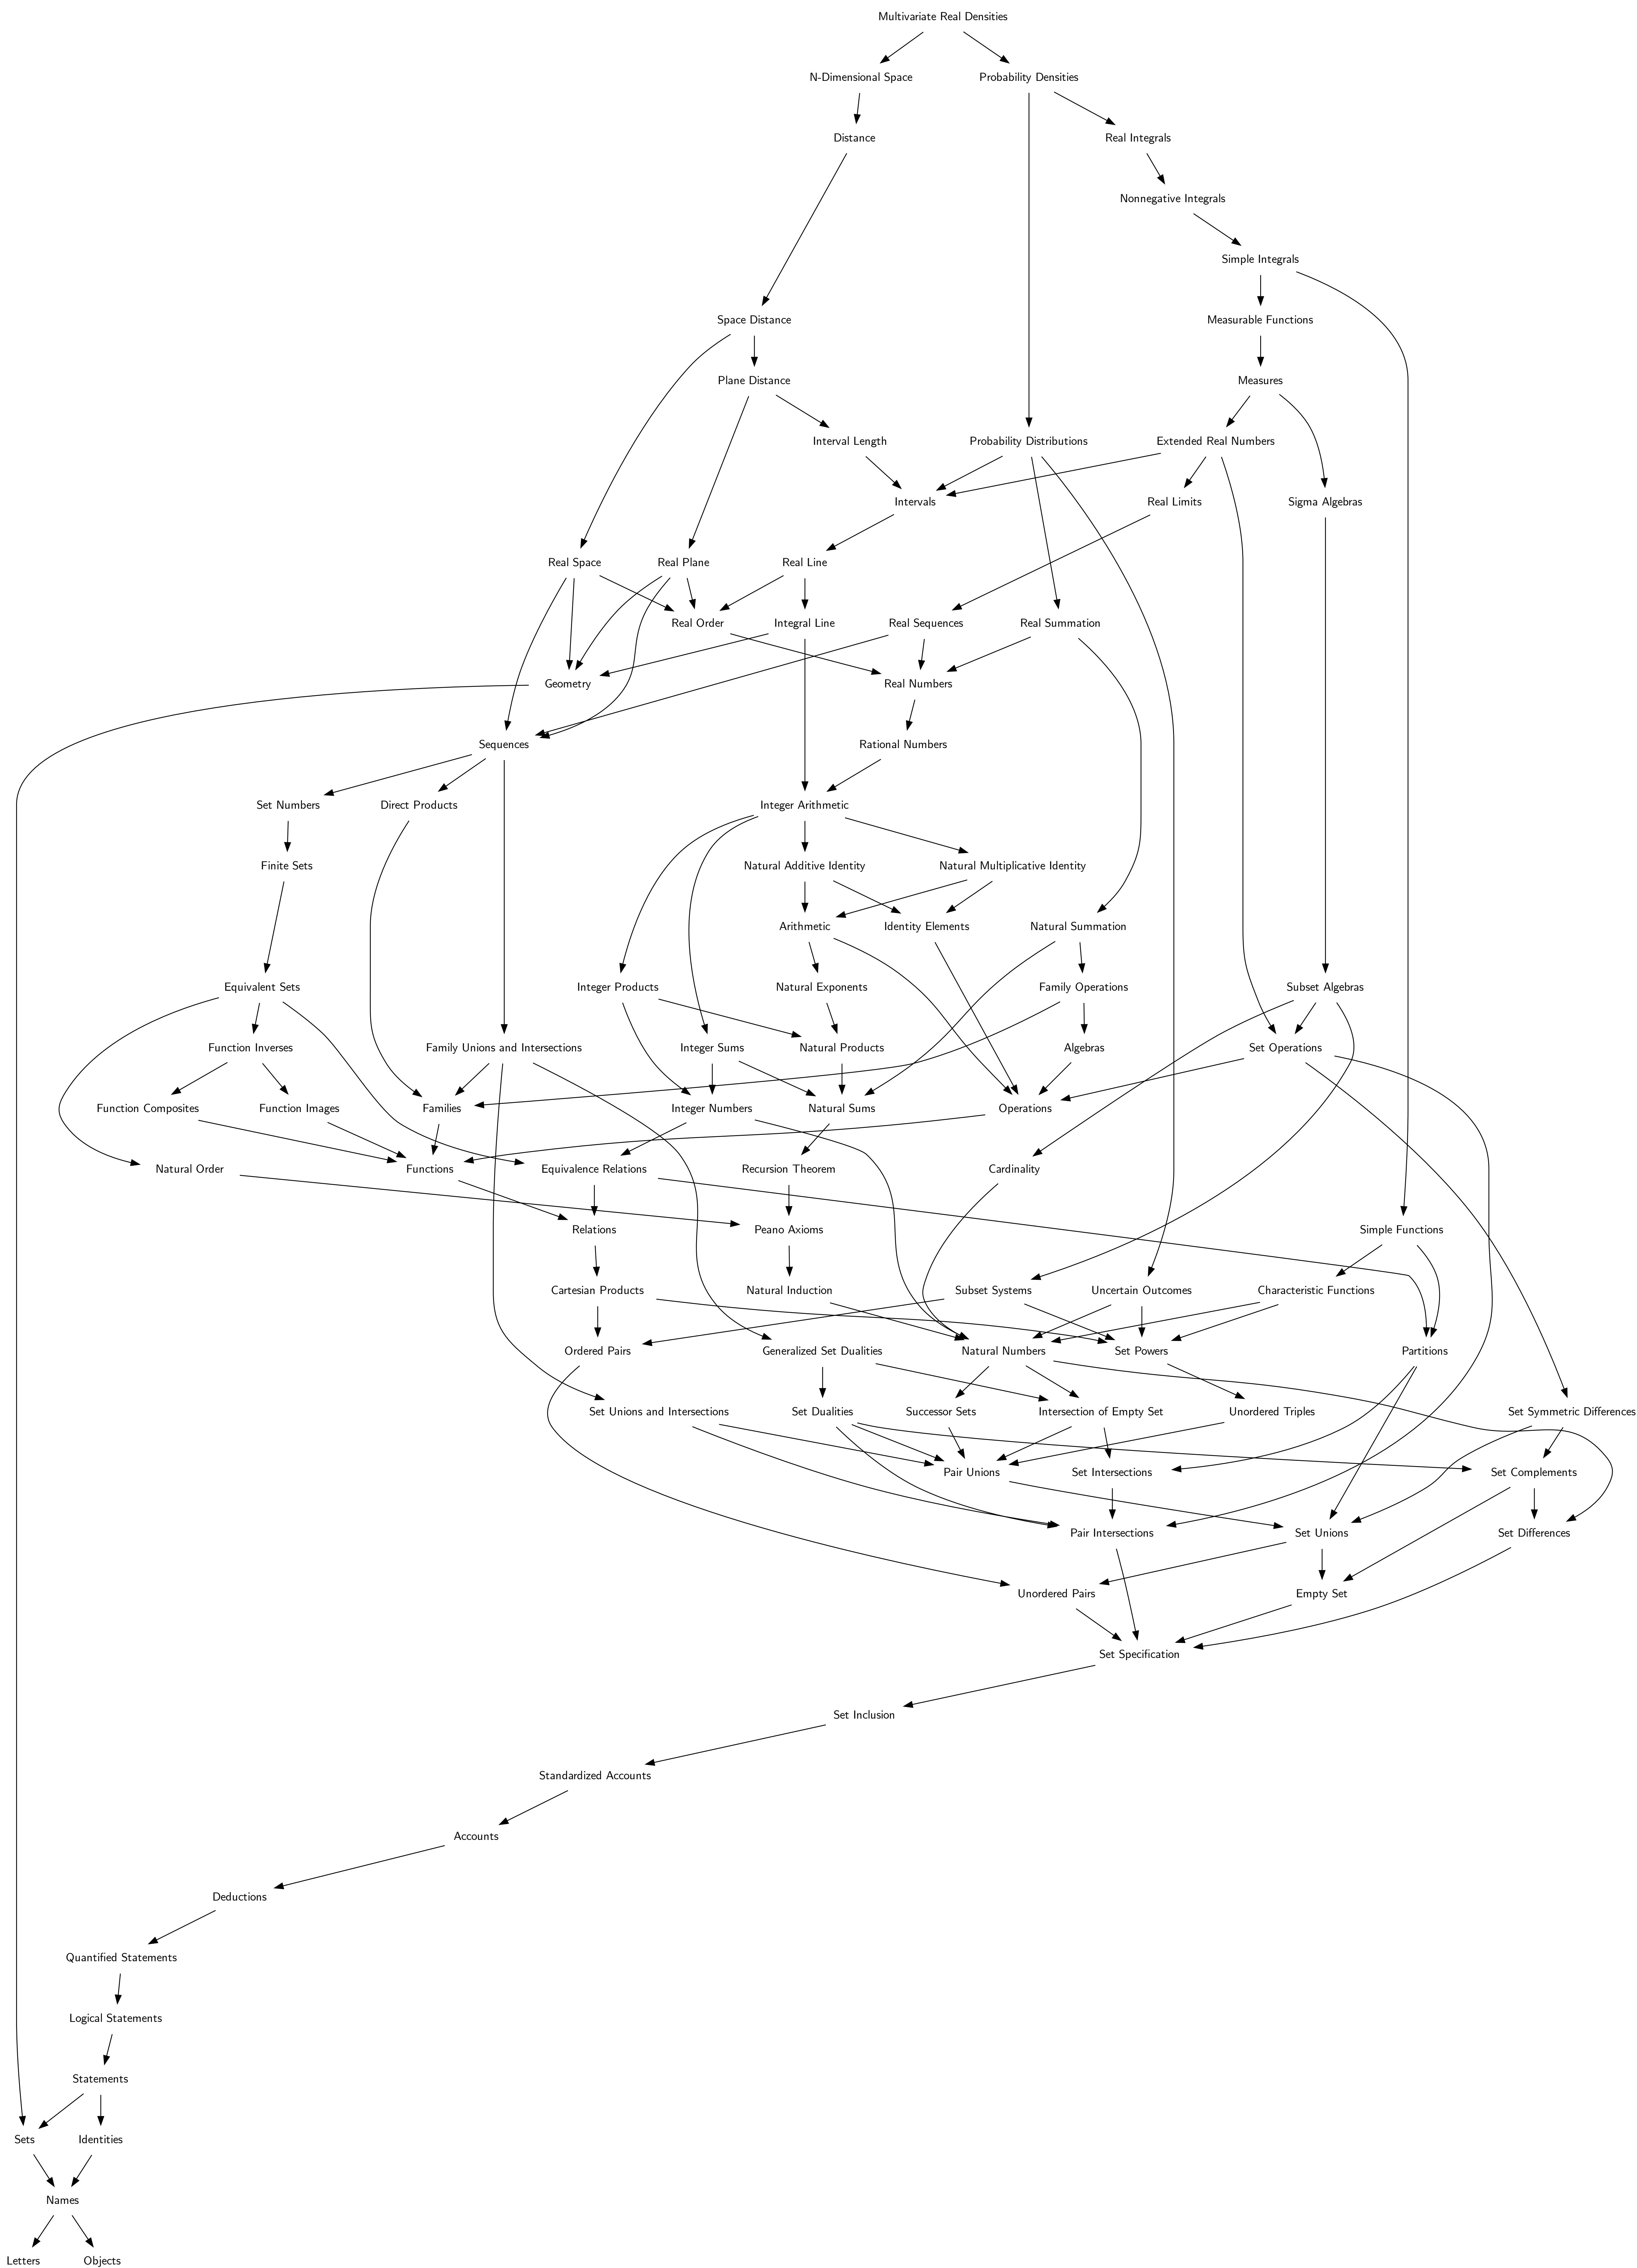 Multivariate Real Densities
N-Dimensional Space
Probability Densities
Distance
Real Integrals
Nonnegative Integrals
Simple Integrals
Space Distance
Measurable Functions
Plane Distance
Measures
Interval Length
Probability Distributions
Extended Real Numbers
Intervals
Real Limits
Sigma Algebras
Real Space
Real Plane
Real Line
Real Order
Integral Line
Real Sequences
Real Summation
Geometry
Real Numbers
Sequences
Rational Numbers
Set Numbers
Direct Products
Integer Arithmetic
Finite Sets
Natural Additive Identity
Natural Multiplicative Identity
Arithmetic
Identity Elements
Natural Summation
Equivalent Sets
Integer Products
Natural Exponents
Family Operations
Subset Algebras
Function Inverses
Family Unions and Intersections
Integer Sums
Natural Products
Algebras
Set Operations
Function Composites
Function Images
Families
Integer Numbers
Natural Sums
Operations
Natural Order
Functions
Equivalence Relations
Recursion Theorem
Cardinality
Relations
Peano Axioms
Simple Functions
Cartesian Products
Natural Induction
Subset Systems
Uncertain Outcomes
Characteristic Functions
Ordered Pairs
Generalized Set Dualities
Natural Numbers
Set Powers
Partitions
Set Unions and Intersections
Set Dualities
Successor Sets
Intersection of Empty Set
Unordered Triples
Set Symmetric Differences
Pair Unions
Set Intersections
Set Complements
Pair Intersections
Set Unions
Set Differences
Unordered Pairs
Empty Set
Set Specification
Set Inclusion
Standardized Accounts
Accounts
Deductions
Quantified Statements
Logical Statements
Statements
Sets
Identities
Names
Letters
Objects